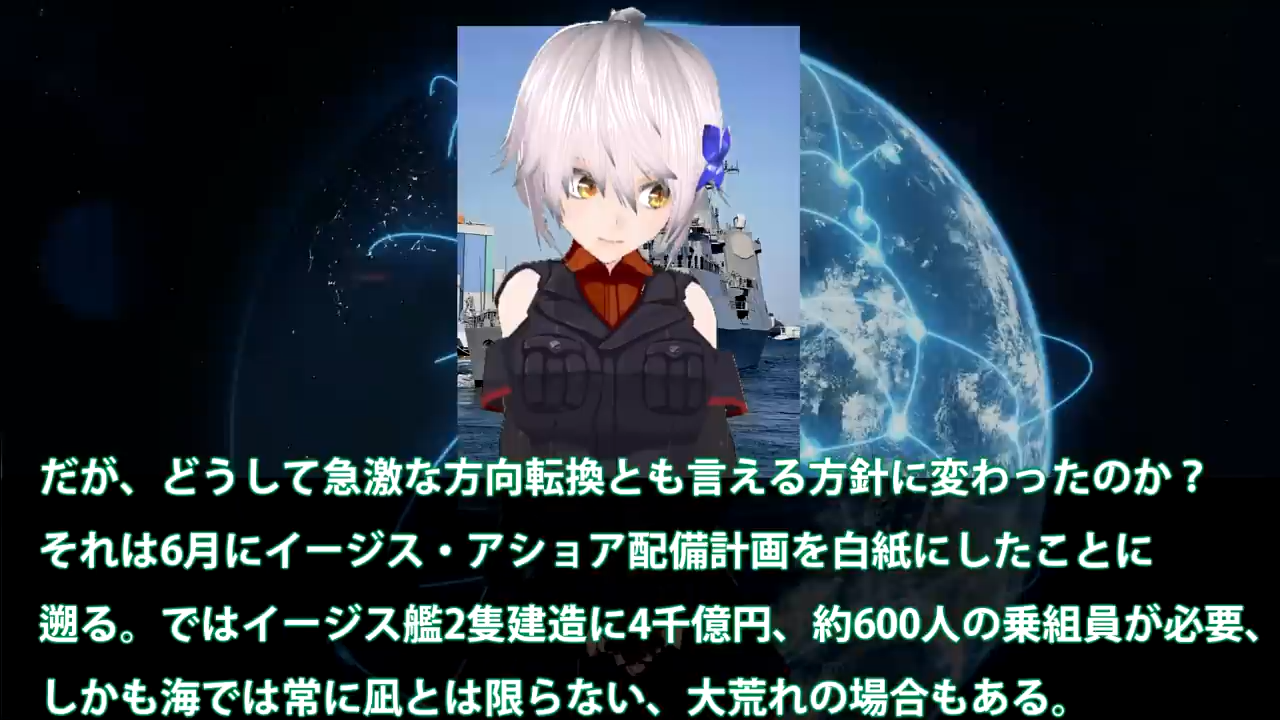 だが、どうして急激な方向転換とも言える方針に変わったのか？
それは6月にイージス・アショア配備計画を白紙にしたことに
遡る。ではイージス艦2隻建造に4千億円、約600人の乗組員が必要、
しかも海では常に凪とは限らない、大荒れの場合もある。